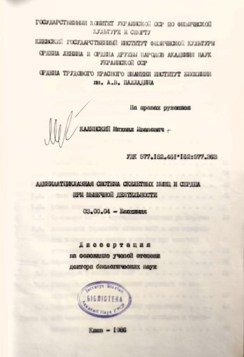 ГОСУДАРСТВЕННЫЙ КОМИТЕТ УКРАИНСКОЙ ССР ПО ФИЗИЧЕСКОЙ
КУЛЬТУРЕ И СПОРТУ
КИЕВСКИЙ ГОСУДАРСТВЕННЫЙ ИНСТИТУТ ФИЗИЧЕСКОЙ КУЛЬТУРЫ
ОРДЕНА ЛЕНИНА И ОРДЕНА ДРУЖБЫ НАРОДОВ АКАДЕМИЯ НАУК
УКРАИНСКОЙ ССР
ОРДЕНА ТРУДОВОГО КРАСНОГО ЗНАМЕНИ ИНСТИТУТ БИОХИМИИ
им. А.В. ПАЛЛАДИНА
На правах рукописи
КАЛИНСКИЙ Михаил Иванович
УДК
АДЕНИЛАТЦИКЛАЗНАЯ СИСТЕМА СКЕЛЕТНЫХ МЫШЦ И СЕРДЦА
ПРИ МЫШЕЧНОЙ ДЕЯТЕЛЬНОСТИ
03.00.04 - Биохимия
Диссертация
на соискание ученой степени
доктора биологических наук
BIBLIOTEKA
Киев -